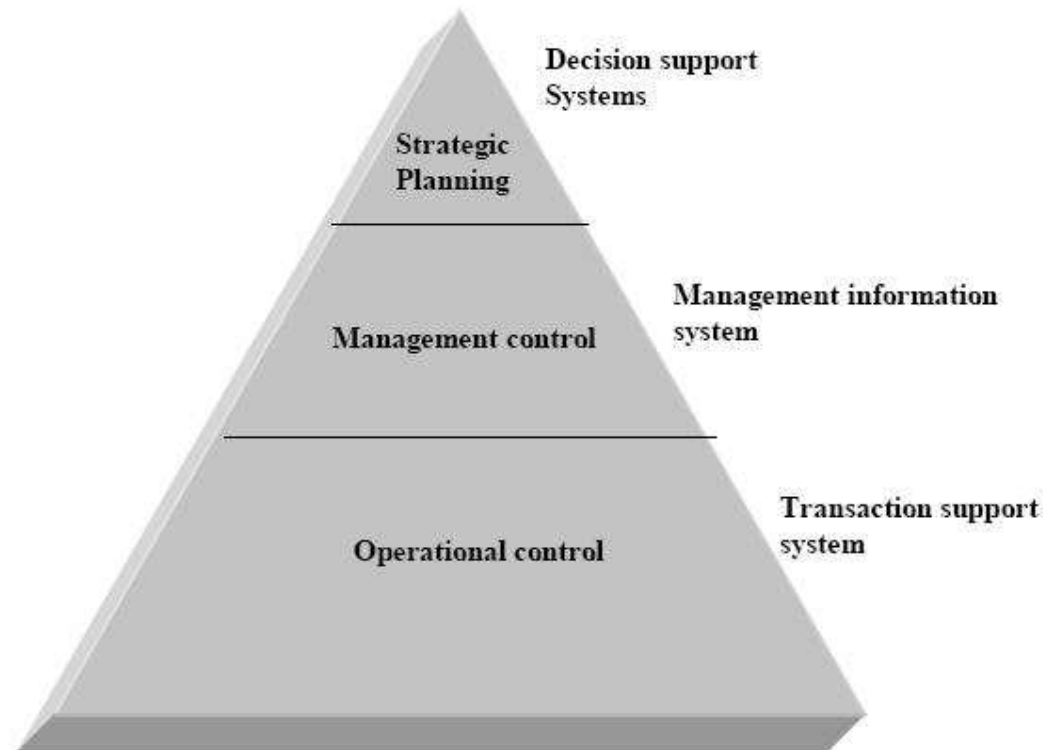 Decision support
Systems
Strategic
Planning
Management information
system
Management control
Transaction support
system
Operational control